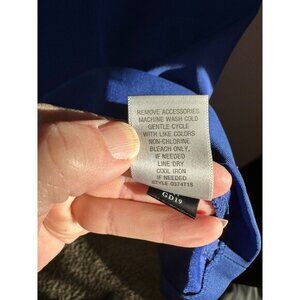 REMOVE ACCESSORIES
MACHINE WASH COLD
GENTLE CYCLE
WITH LIKE COLORS
NON-CHLORINE
BLEACH ONLY,
IF NEEDED
LINE DRY
COOL IRON
IF NEEDED
STYLE 0374T1S
GD19